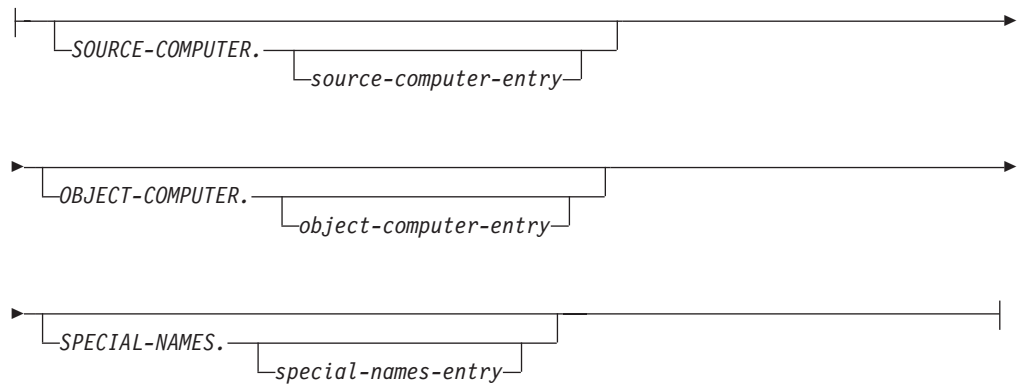 SOURCE-COMPUTER.
source-computer-entry
OBJECT-COMPUTER.
object-computer-entry
SPECIAL-NAMES.
special-names-entry